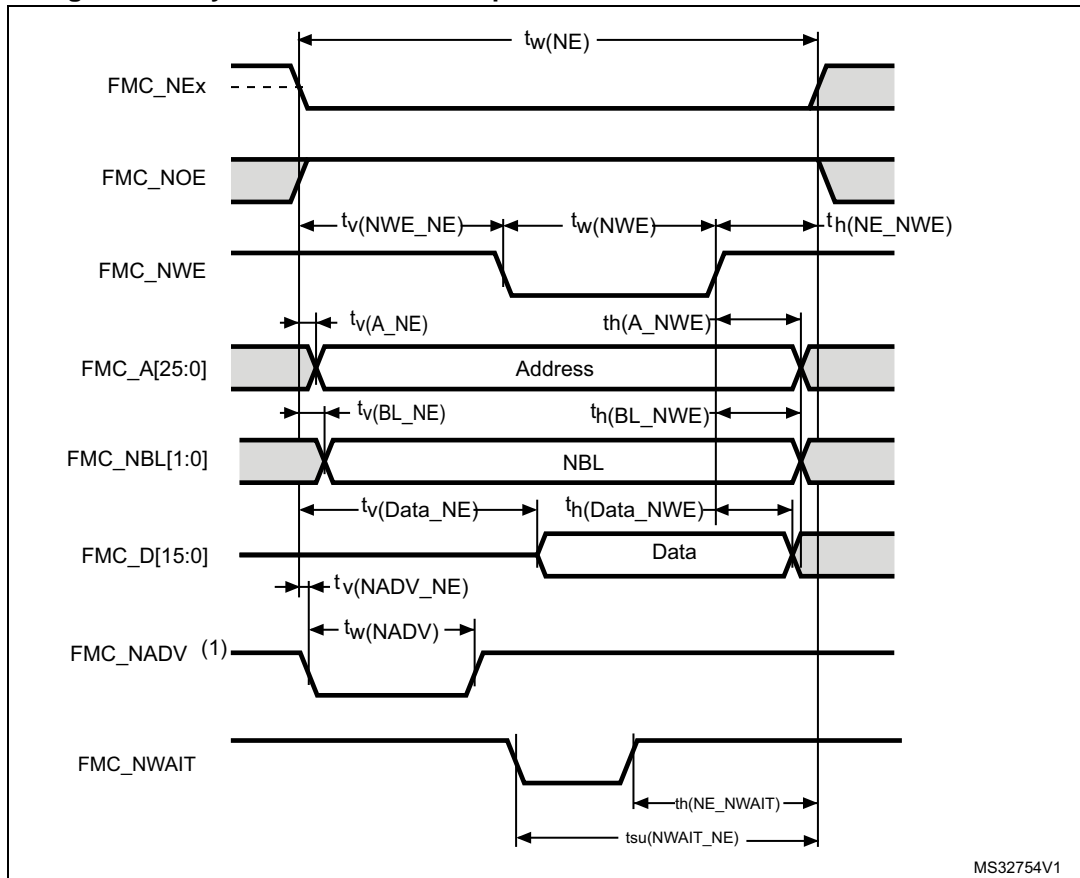 tw(NE)
FMC_NEx
FMC_NOE
tv(NWE_NE) tw(NWE) th(NE_NWE)
FMC_NWE
tv(A_NE) th(A_NWE)
FMC_A[25:0] Address
tv(BL_NE) th(BL_NWE)
FMC_NBL[1:0] NBL
tv(Data_NE) th(Data_NWE)
FMC_D[15:0] Data
tv(NADV_NE)
tw(NADV)
FMC_NADV (1)
FMC_NWAIT
th(NE_NWAIT)
tsu(NWAIT_NE)
MS32754V1